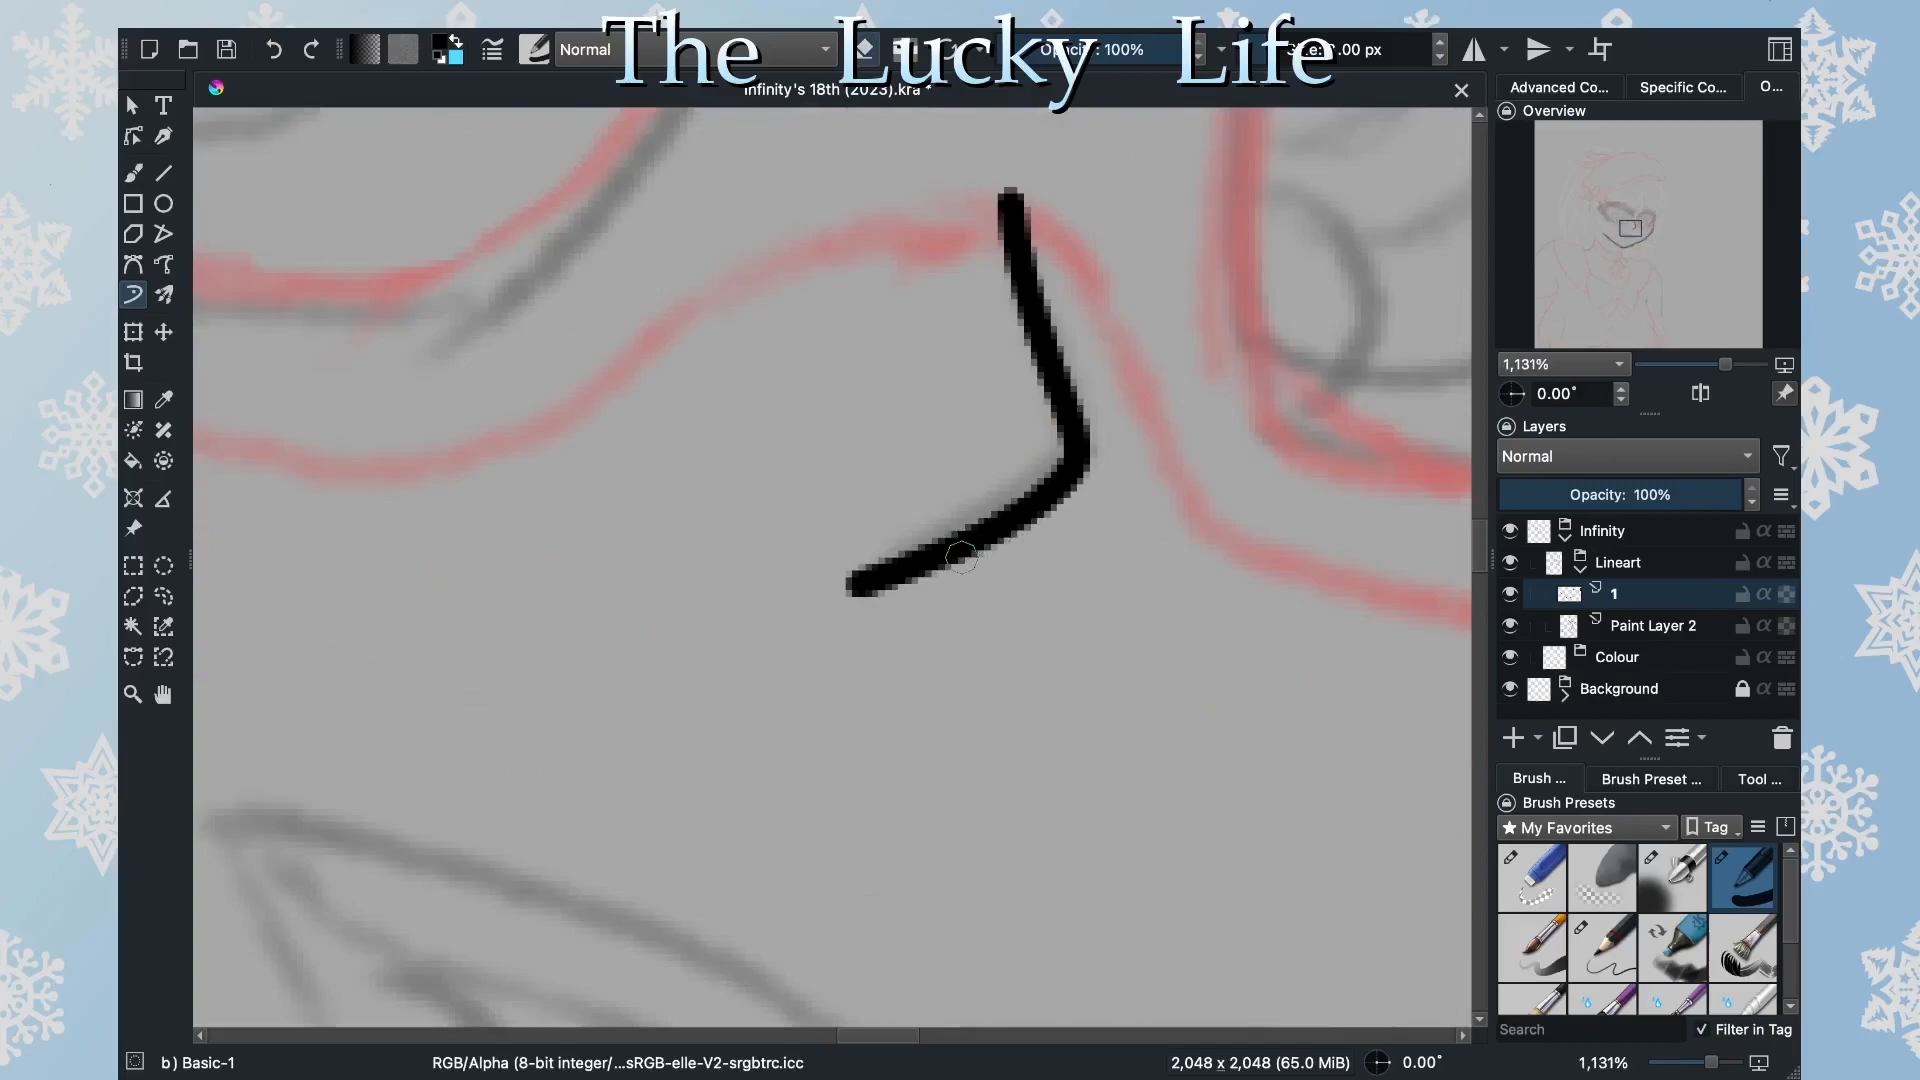 The Lucky Life
Normal
Opacity: 100%
.00 px
Infinity's 18th (2023).kra *
Advanced Co...
Specific Co...
O...
Overview
1,131%
0.00°
Layers
Normal
Opacity: 100%
Infinity
Lineart
1
Paint Layer 2
Colour
Background
Brush ...
Brush Preset ...
Tool ...
Brush Presets
★ My Favorites
Tag
Search
✓ Filter in Tag
b) Basic-1
RGB/Alpha (8-bit integer/...sRGB-elle-V2-srgbtrc.icc
2,048 x 2,048 (65.0 MiB)
0.00°
1,131%